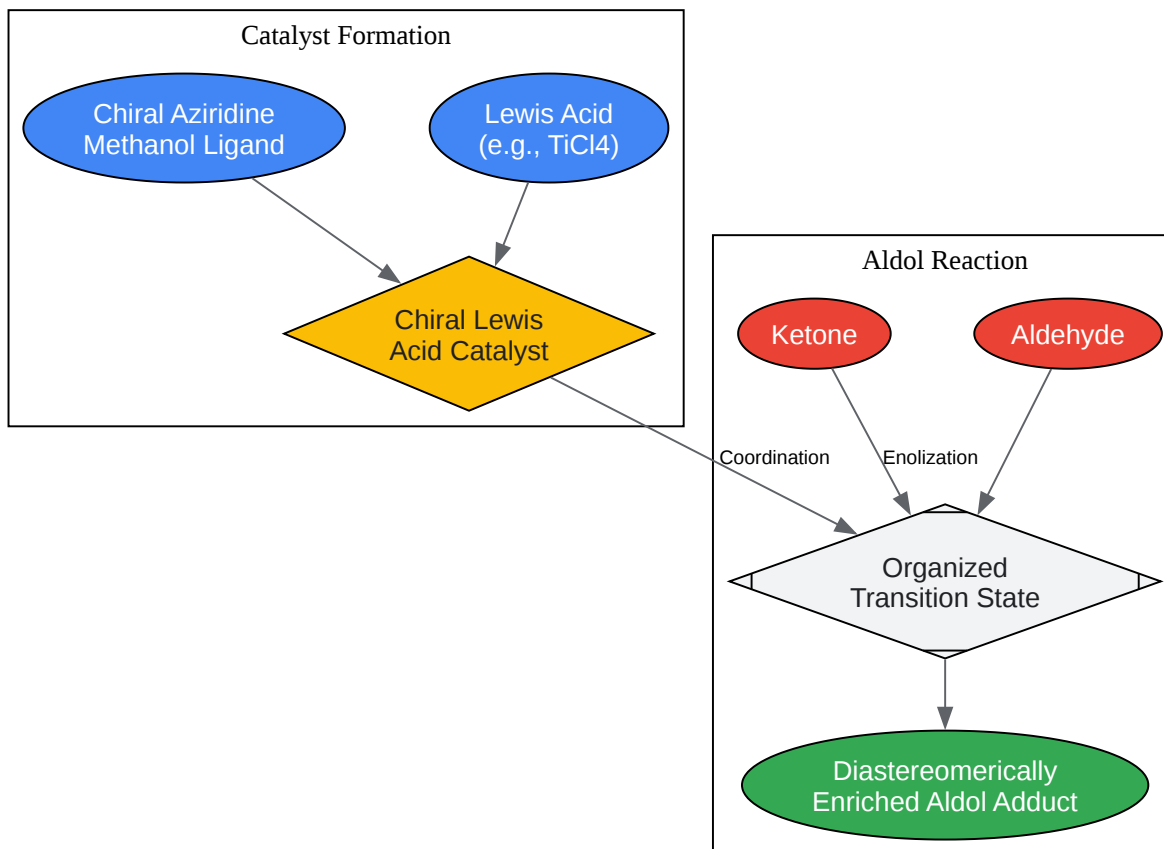 Catalyst Formation
Chiral Aziridine
Methanol Ligand
Lewis Acid
(e.g., TiCl4)
Chiral Lewis
Acid Catalyst
Aldol Reaction
Ketone
Aldehyde
Coordination
Enolization
Organized
Transition State
Diastereomerically
Enriched Aldol Adduct